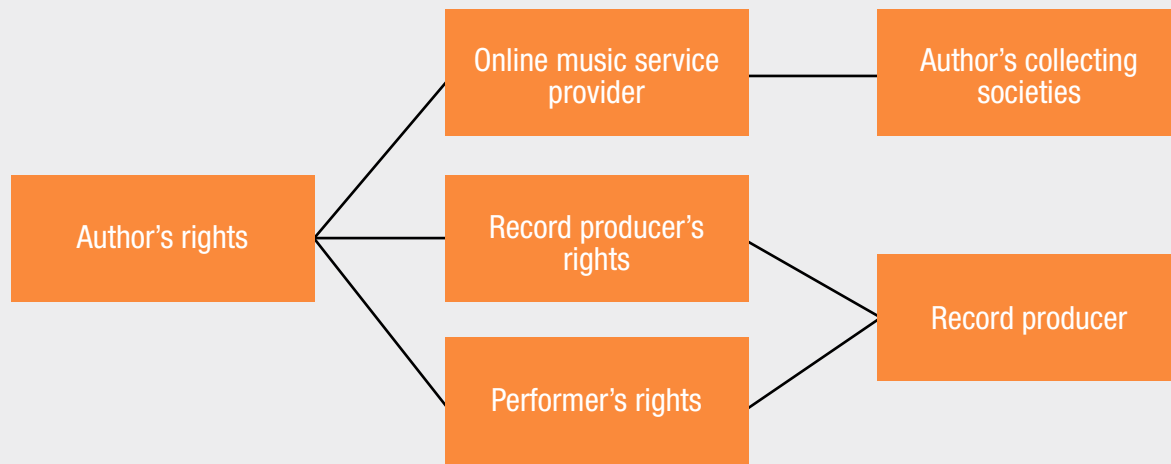 Online music service
provider
Author’s collecting
societies
Author’s rights
Record producer’s
rights
Record producer
Performer’s rights